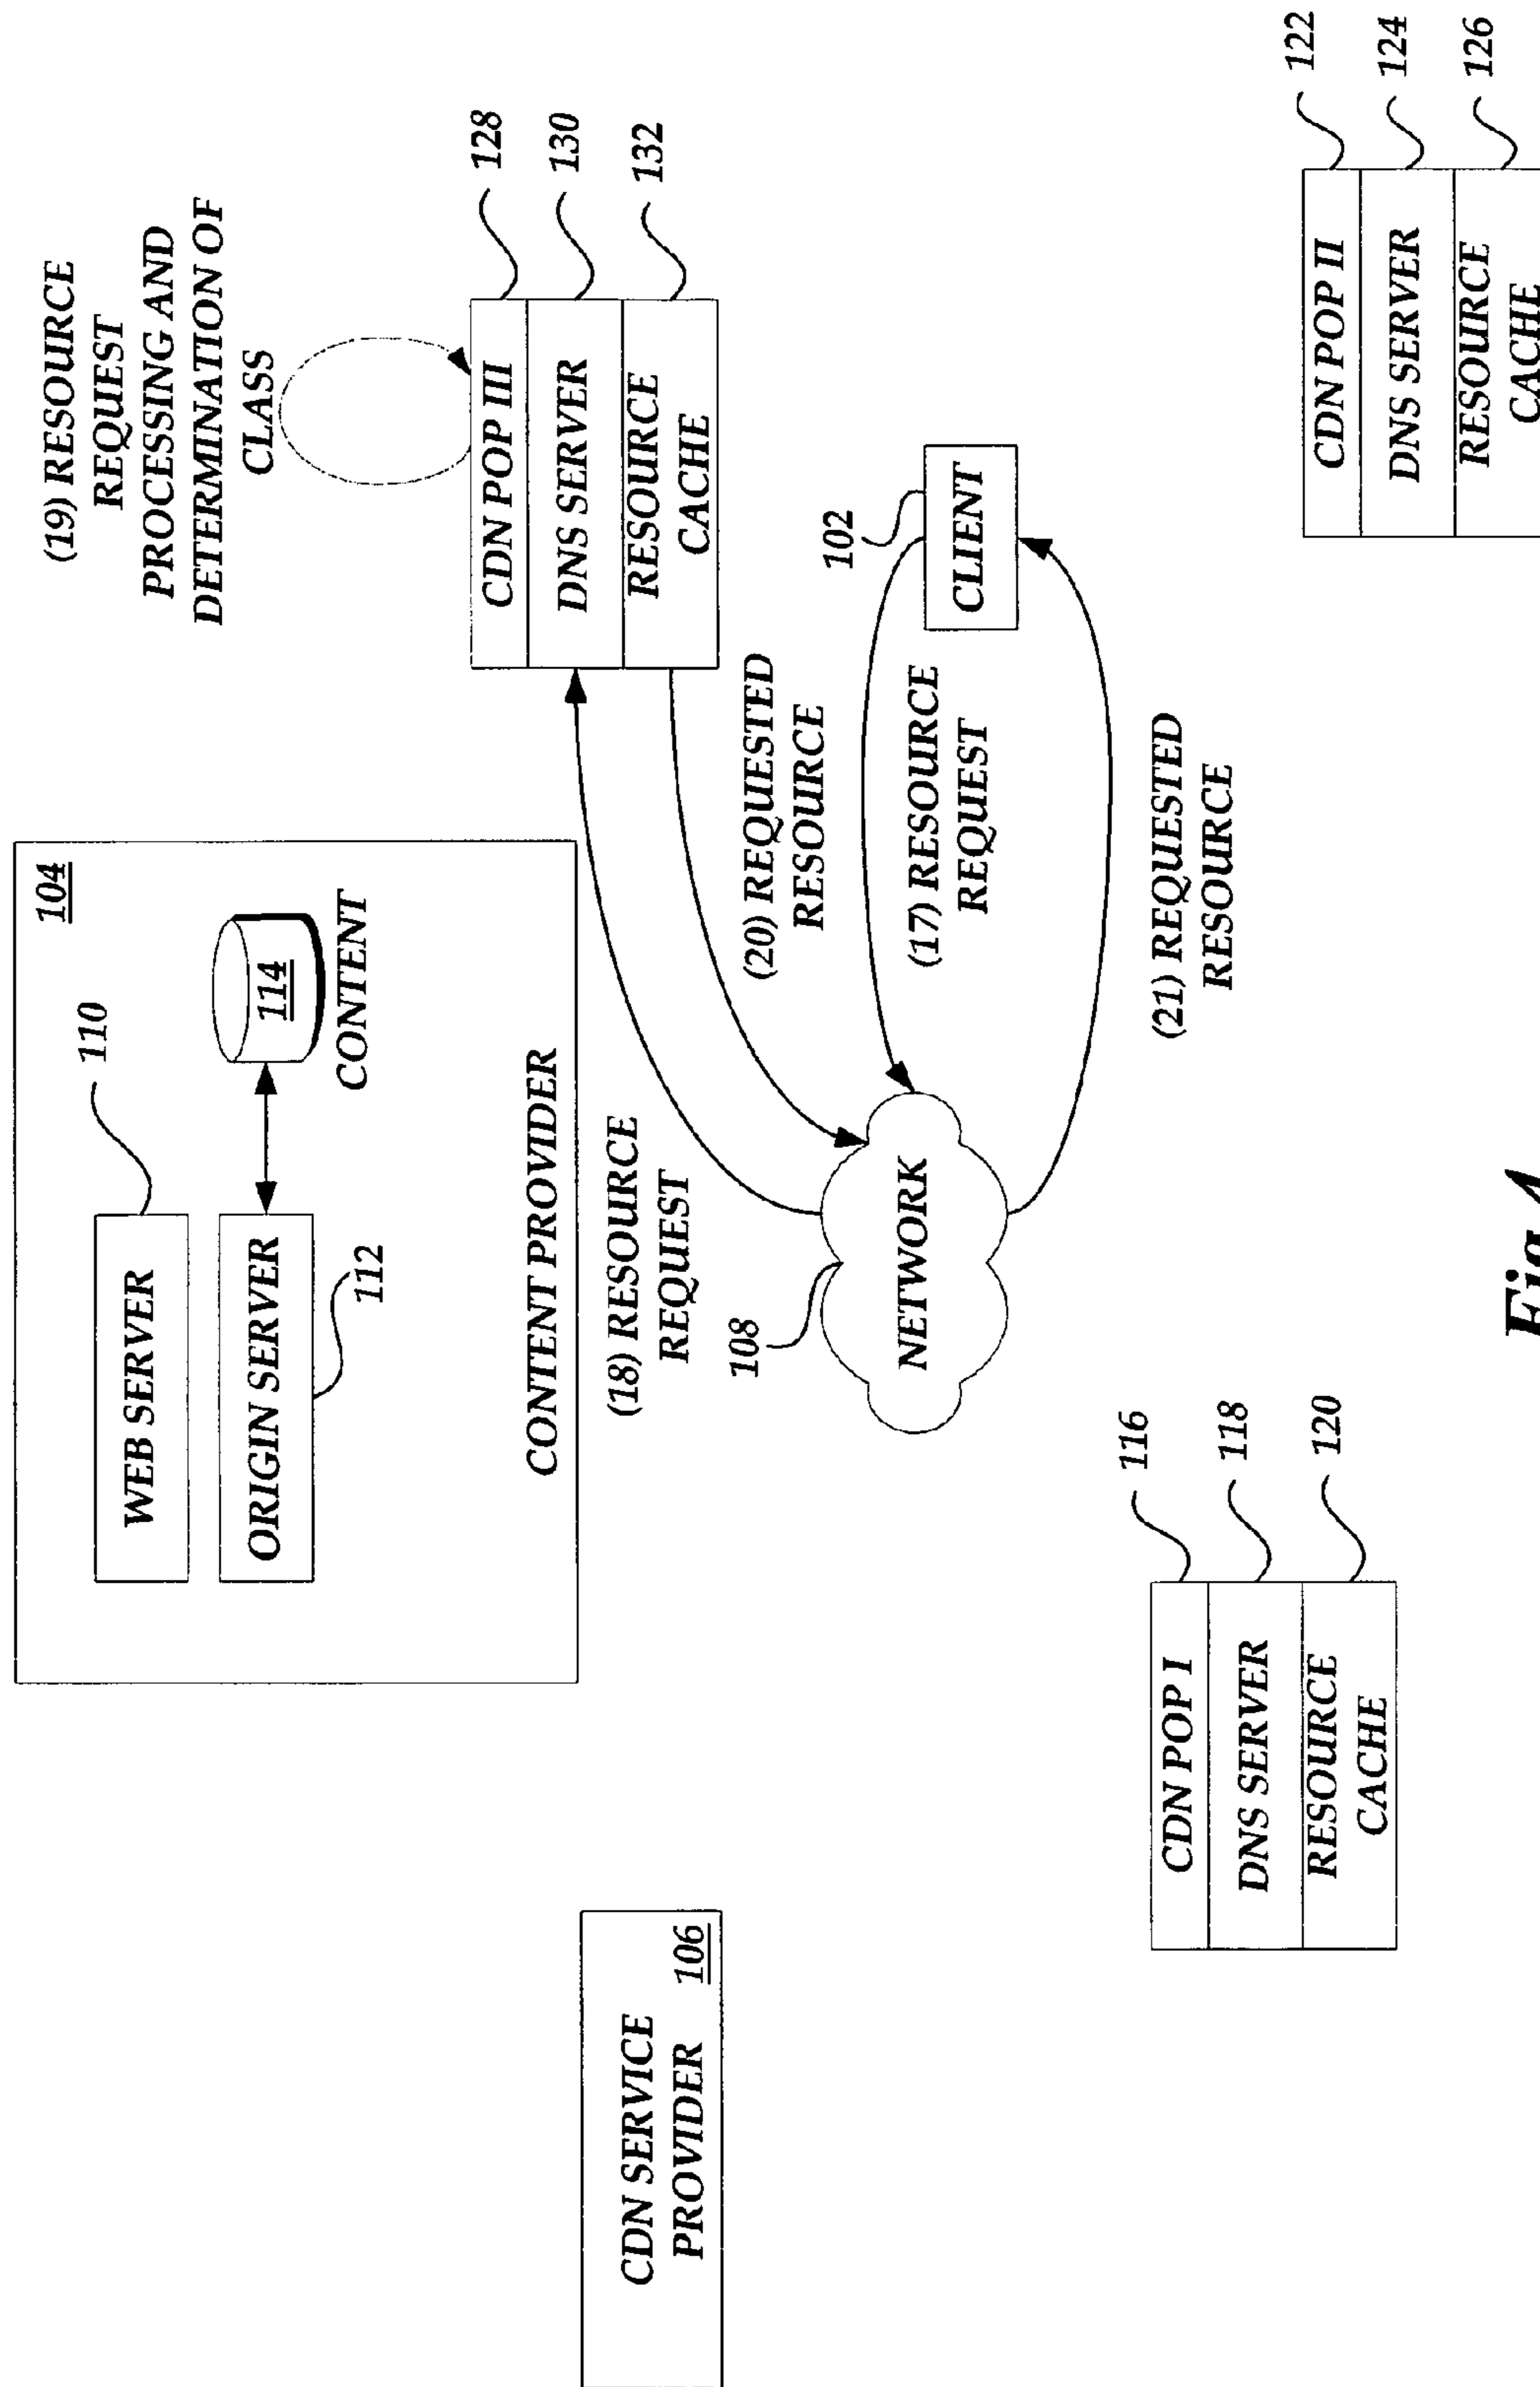 104
WEB SERVER
110
ORIGIN SERVER
112
114
CONTENT
CONTENT PROVIDER
(19) RESOURCE
REQUEST
PROCESSING AND
DETERMINATION OF
CLASS
CDN POP III
128
DNS SERVER
130
RESOURCE
CACHE
132
CDN SERVICE
PROVIDER
106
(18) RESOURCE
REQUEST
(20) REQUESTED
RESOURCE
108
NETWORK
(17) RESOURCE
REQUEST
102
CLIENT
(21) REQUESTED
RESOURCE
CDN POP I
116
DNS SERVER
118
RESOURCE
CACHE
120
CDN POP II
122
DNS SERVER
124
RESOURCE
CACHE
126
Fig.4.